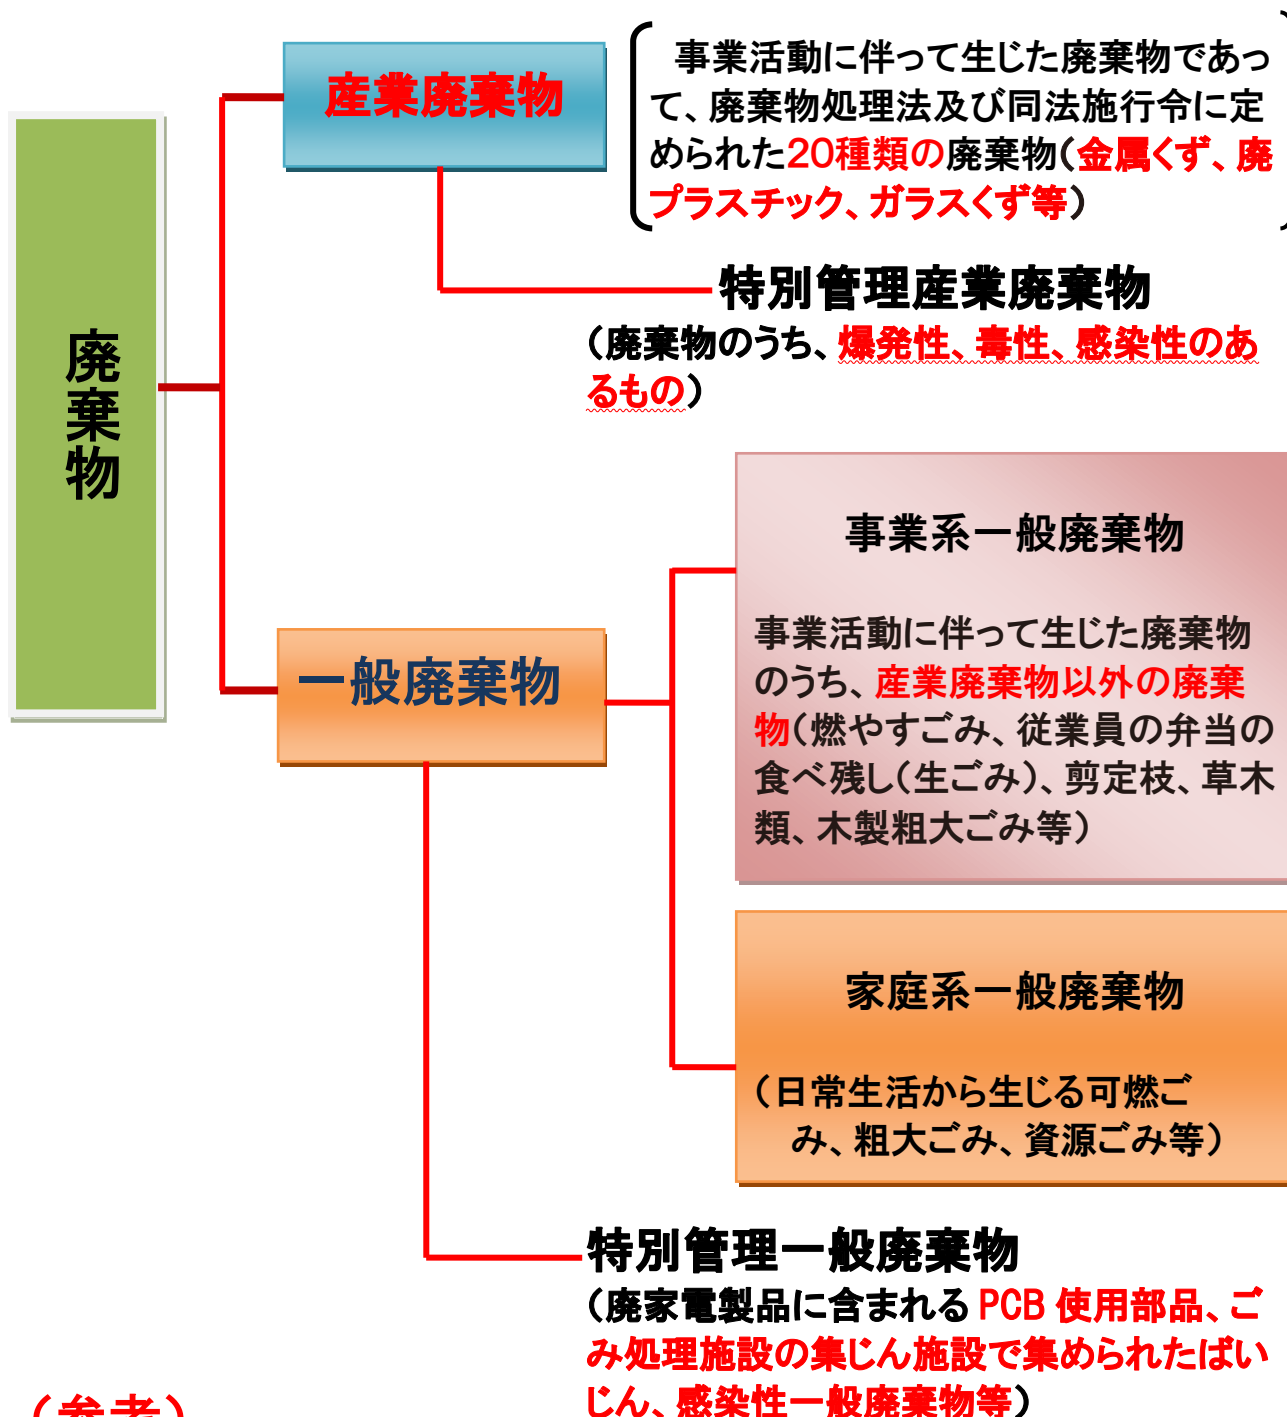 廃棄物
産業廃棄物
事業活動に伴って生じた廃棄物であっ
て、廃棄物処理法及び同法施行令に定
められた20種類の廃棄物(金属くず、廃
プラスチック、ガラスくず等)
特別管理産業廃棄物
(廃棄物のうち、爆発性、毒性、感染性のあ
るもの)
一般廃棄物
事業系一般廃棄物
事業活動に伴って生じた廃棄物
のうち、産業廃棄物以外の廃棄
物(燃やすごみ、従業員の弁当の
食べ残し(生ごみ)、剪定枝、草木
類、木製粗大ごみ等)
家庭系一般廃棄物
(日常生活から生じる可燃ご
み、粗大ごみ、資源ごみ等)
特別管理一般廃棄物
(廃家電製品に含まれる PCB 使用部品、ご
み処理施設の集じん施設で集められたばい
じん、感染性一般廃棄物等)
(参考)